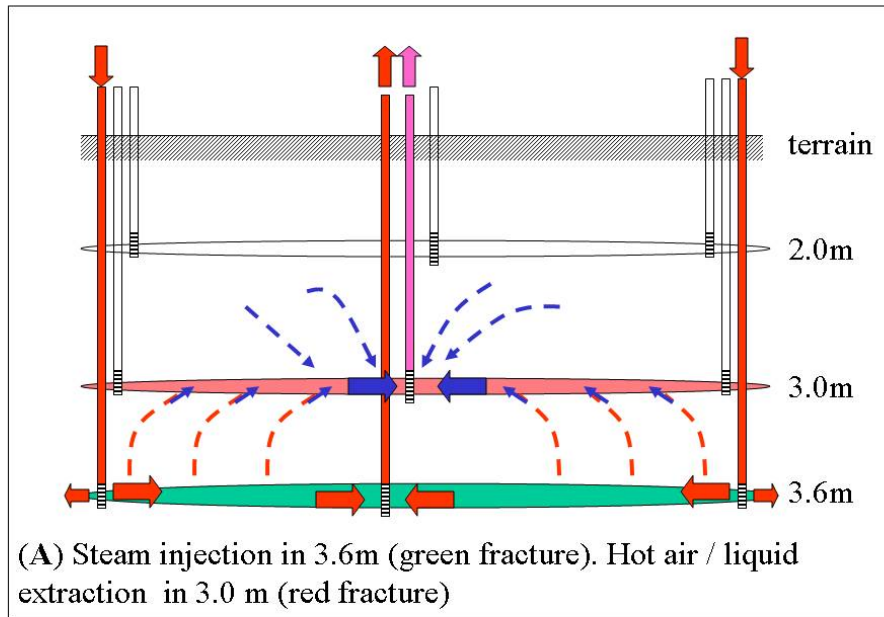 terrain
2.0m
3.0m
3.6m
(A) Steam injection in 3.6m (green fracture). Hot air / liquid
extraction in 3.0 m (red fracture)